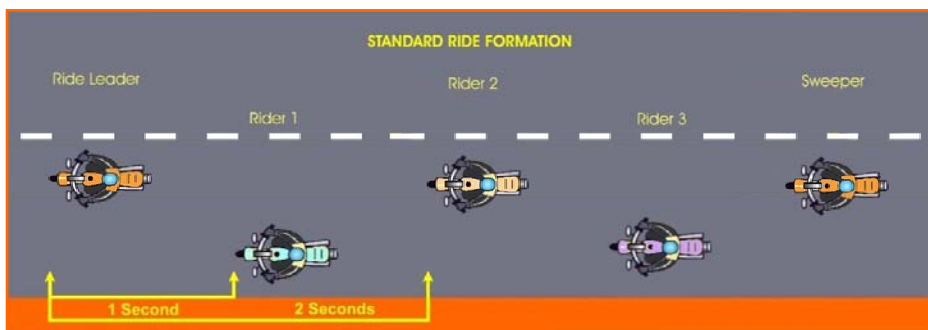 STANDARD RIDE FORMATION
Ride Leader
Rider 2
Sweeper
Rider 1
Rider 3
1 Second
2 Seconds